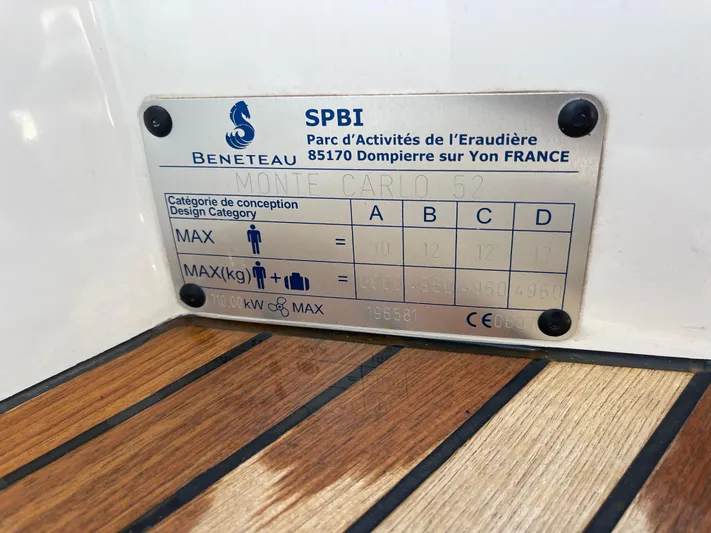 SPBI
Parc d'Activités de l'Eraudière
BENETEAU 85170 Dompierre sur Yon FRANCE
MONTE CARLO 52
Catégorie de conception
Design Category A B C D
MAX = 10 12 12 12
MAX(kg) + = 4960 4960
kW MAX 196581 CE